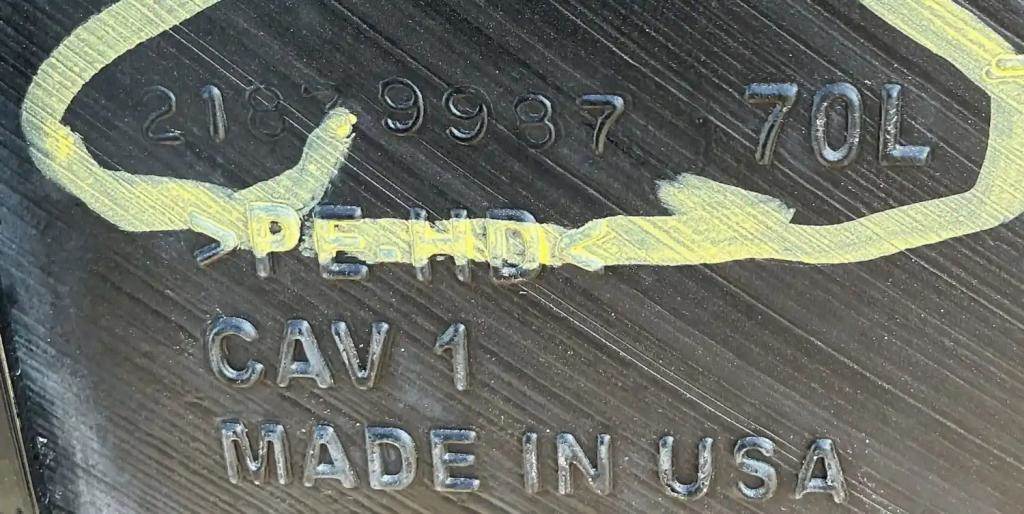 9987 70L
>PE-HD<
CAV 1
MADE IN USA